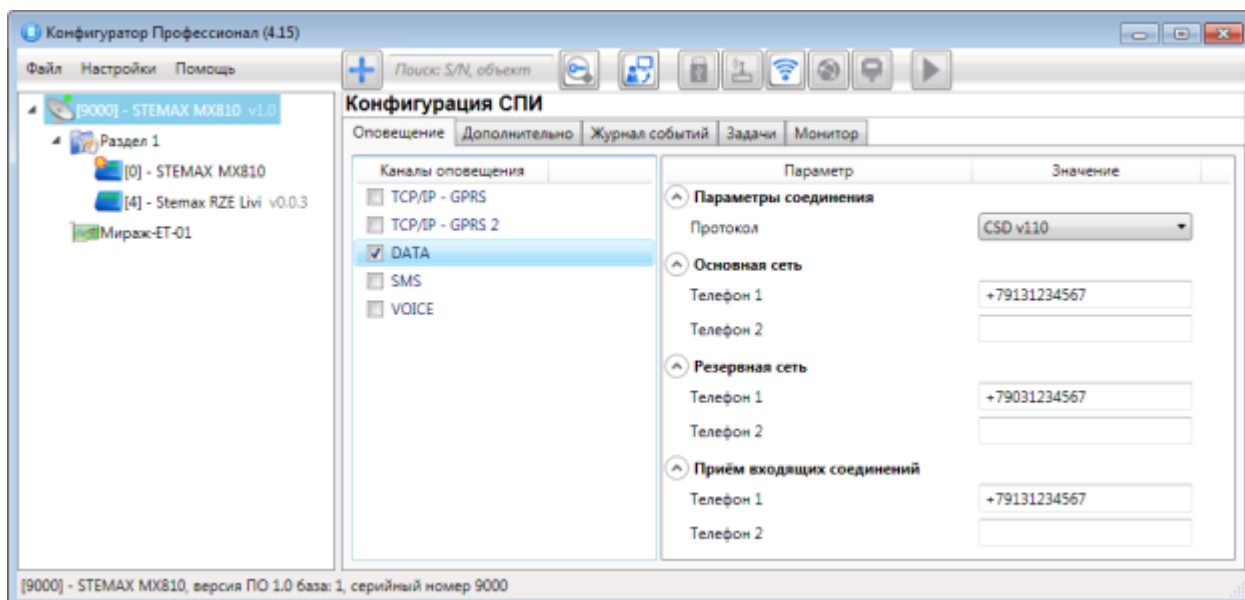 Конфигуратор Профессионал (4.15)
Файл Настройки Помощь Поиск: S/N, объект
[9000] - STEMAX MX810 v1.0
Раздел 1
[0] - STEMAX MX810
[4] - Stemax RZE Livi v0.0.3
Мираж-ET-01
Конфигурация СПИ
Оповещение Дополнительно Журнал событий Задачи Монитор
Каналы оповещения
TCP/IP - GPRS
TCP/IP - GPRS 2
DATA
SMS
VOICE
Параметр Значение
Параметры соединения
Протокол CSD v110
Основная сеть
Телефон 1 +79131234567
Телефон 2
Резервная сеть
Телефон 1 +79031234567
Телефон 2
Приём входящих соединений
Телефон 1 +79131234567
Телефон 2
[9000] - STEMAX MX810, версия ПО 1.0 база: 1, серийный номер 9000